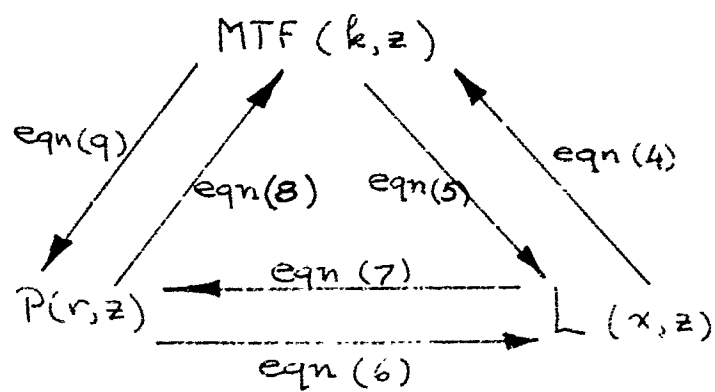 MTF (k,z)
eqn(9)
eqn(8)
eqn(5)
eqn (4)
eqn (7)
P(r,z)
L (x,z)
eqn (6)